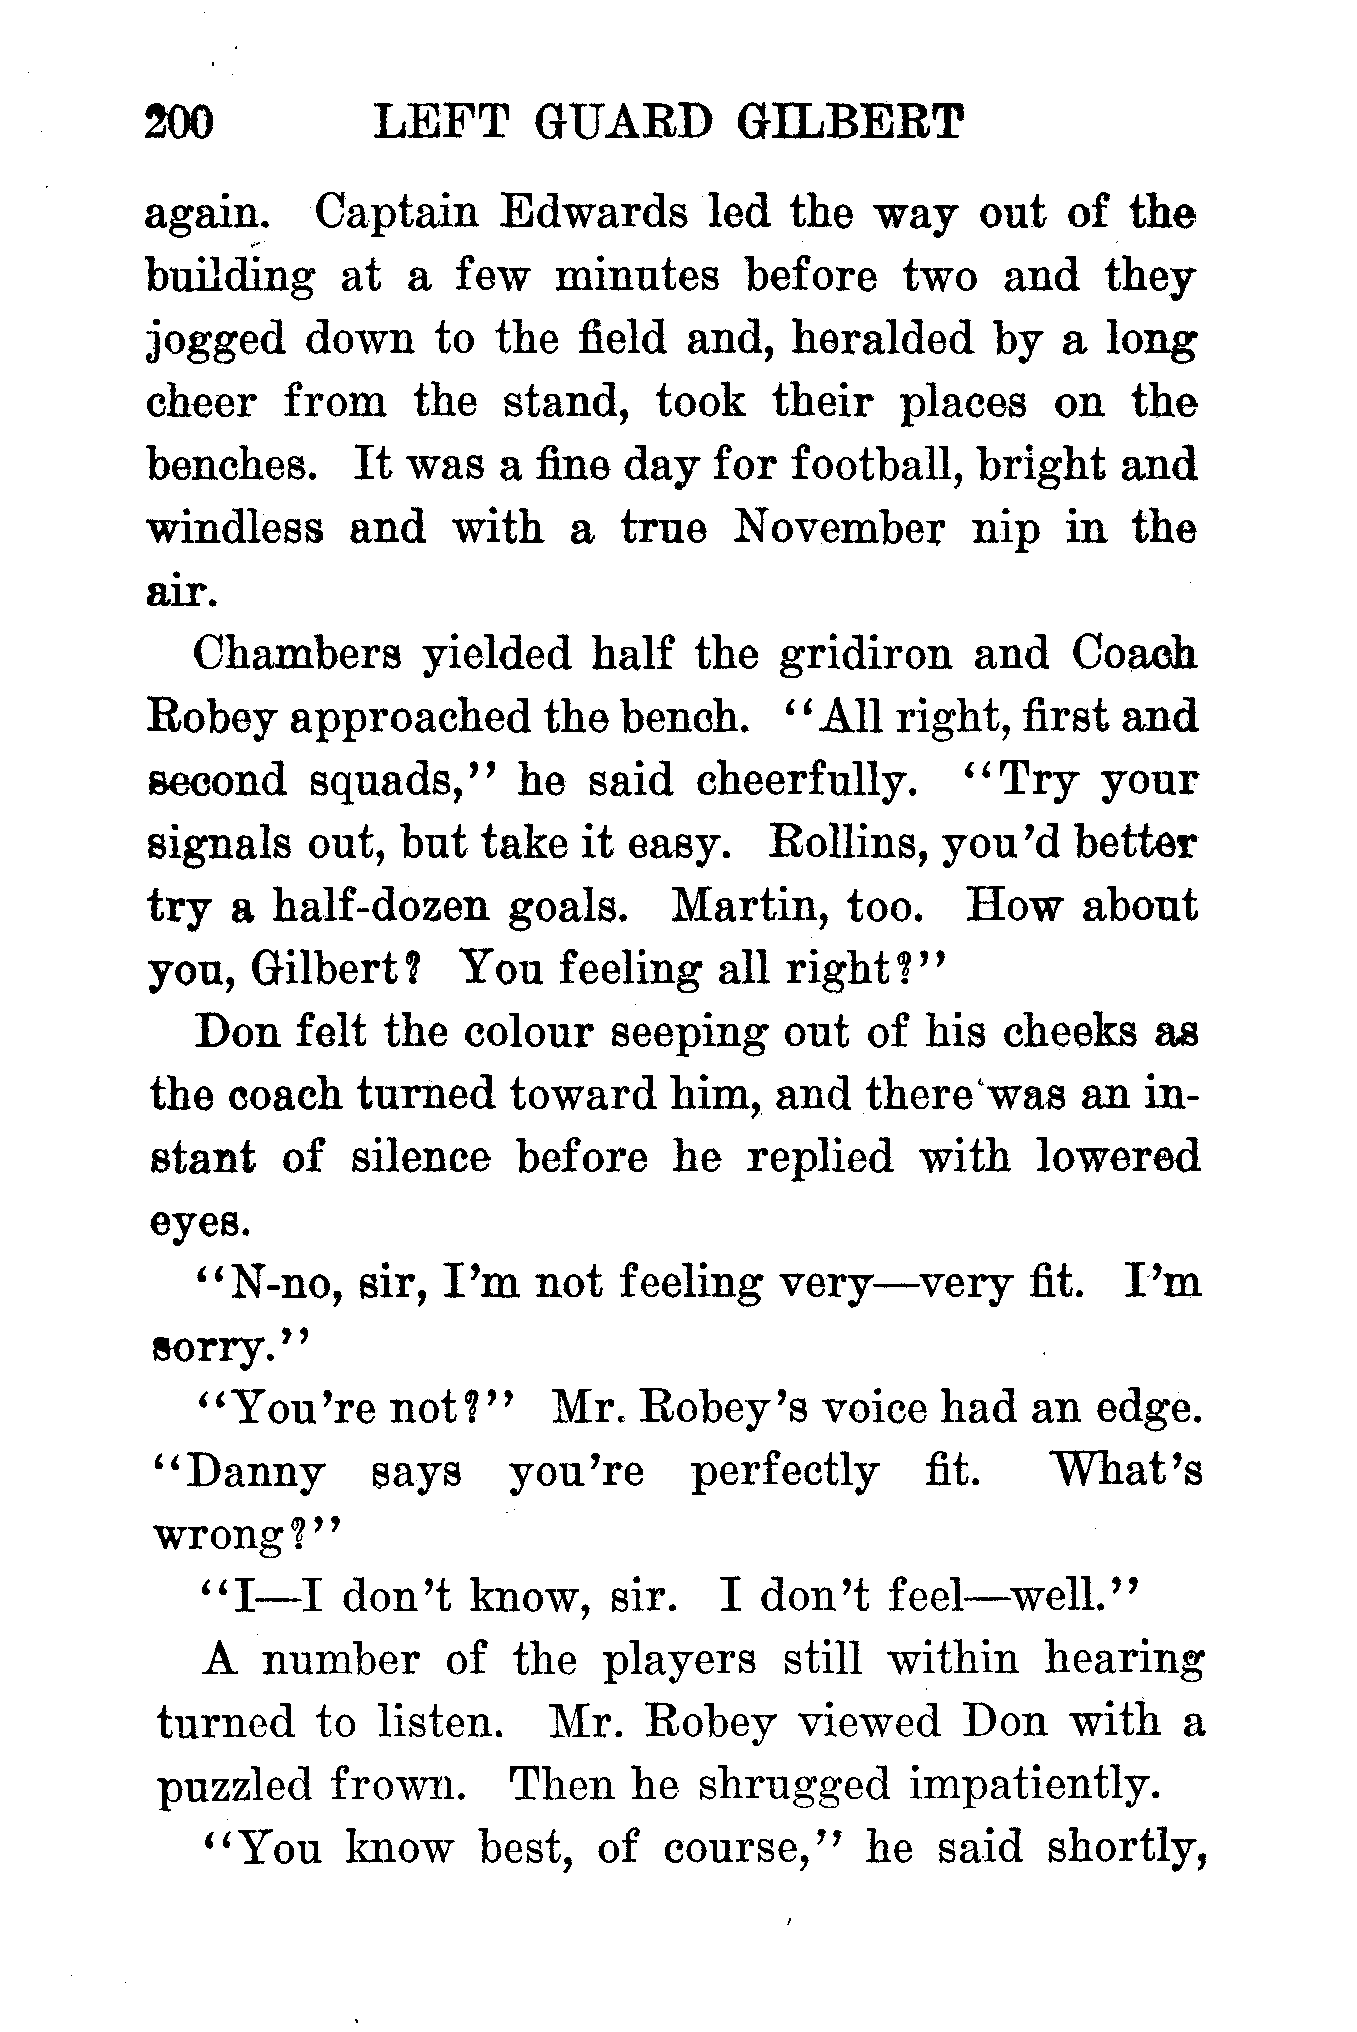 200 LEFT GUARD GILBERT
again. Captain Edwards led the way out of the
building at a few minutes before two and they
jogged down to the field and, heralded by a long
cheer from the stand, took their places on the
benches. It was a fine day for football, bright and
windless and with a true November nip in the
air.
Chambers yielded half the gridiron and Coach
Robey approached the bench. "All right, first and
second squads," he said cheerfully. "Try your
signals out, but take it easy. Rollins, you'd better
try a half-dozen goals. Martin, too. How about
you, Gilbert? You feeling all right?"
Don felt the colour seeping out of his cheeks as
the coach turned toward him, and there was an in-
stant of silence before he replied with lowered
eyes.
"N-no, sir, I'm not feeling very—very fit. I'm
sorry."
"You're not?" Mr. Robey's voice had an edge.
"Danny says you're perfectly fit. What's
wrong?"
"I—I don't know, sir. I don't feel—well."
A number of the players still within hearing
turned to listen. Mr. Robey viewed Don with a
puzzled frown. Then he shrugged impatiently.
"You know best, of course," he said shortly,